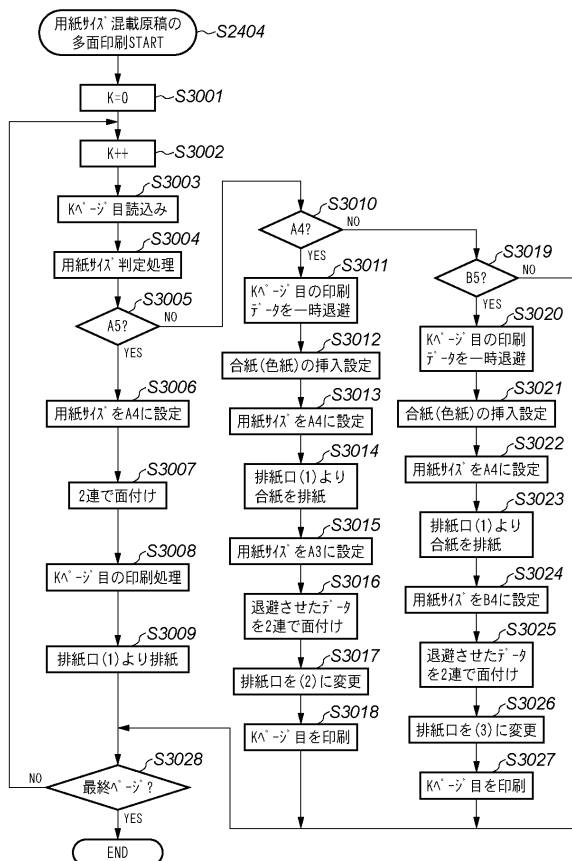 用紙サイズ混載原稿の
多面印刷START
S2404
K=0
S3001
K++
S3002
S3003
Kページ目読込み
S3004
用紙サイズ判定処理
S3005
A5?
NO
YES
S3006
用紙サイズをA4に設定
S3007
2連で面付け
S3008
Kページ目の印刷処理
S3009
排紙口(1)より排紙
S3010
A4?
NO
YES
S3011
Kページ目の印刷
データを一時退避
S3012
合紙(色紙)の挿入設定
S3013
用紙サイズをA4に設定
S3014
排紙口(1)より
合紙を排紙
S3015
用紙サイズをA3に設定
S3016
退避させたデータ
を2連で面付け
S3017
排紙口を(2)に変更
S3018
Kページ目を印刷
S3019
B5?
NO
YES
S3020
Kページ目の印刷
データを一時退避
S3021
合紙(色紙)の挿入設定
S3022
用紙サイズをA4に設定
S3023
排紙口(1)より
合紙を排紙
S3024
用紙サイズをB4に設定
S3025
退避させたデータ
を2連で面付け
S3026
排紙口を(3)に変更
S3027
Kページ目を印刷
S3028
最終ページ?
NO
YES
END